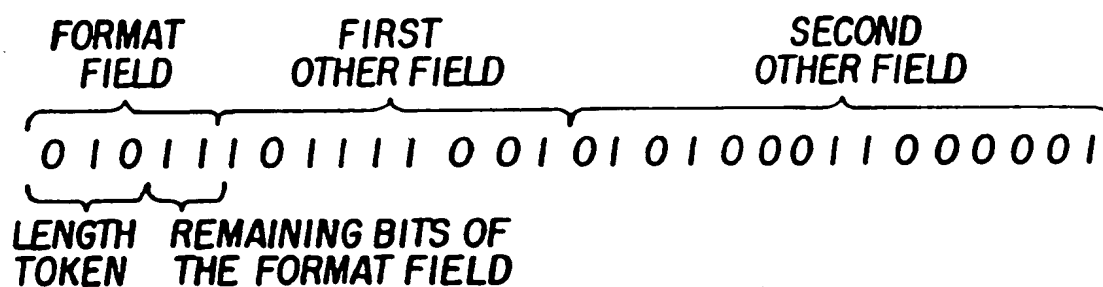 FORMAT FIRST SECOND
FIELD OTHER FIELD OTHER FIELD
0 1 0 1 1 1 0 1 1 1 1 0 0 1 0 1 0 1 0 0 0 1 1 0 0 0 0 0 1
LENGTH REMAINING BITS OF
TOKEN THE FORMAT FIELD